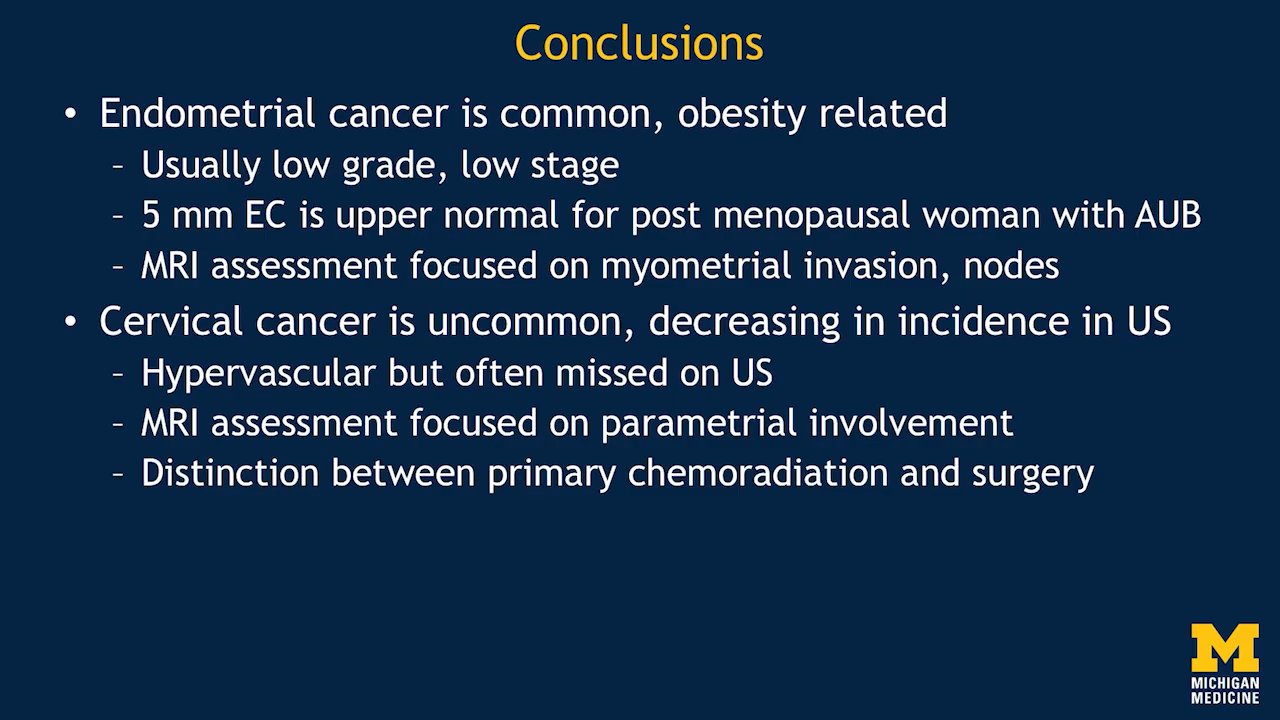 Conclusions
• Endometrial cancer is common, obesity related
– Usually low grade, low stage
– 5 mm EC is upper normal for post menopausal woman with AUB
– MRI assessment focused on myometrial invasion, nodes
• Cervical cancer is uncommon, decreasing in incidence in US
– Hypervascular but often missed on US
– MRI assessment focused on parametrial involvement
– Distinction between primary chemoradiation and surgery
M
MICHIGAN
MEDICINE